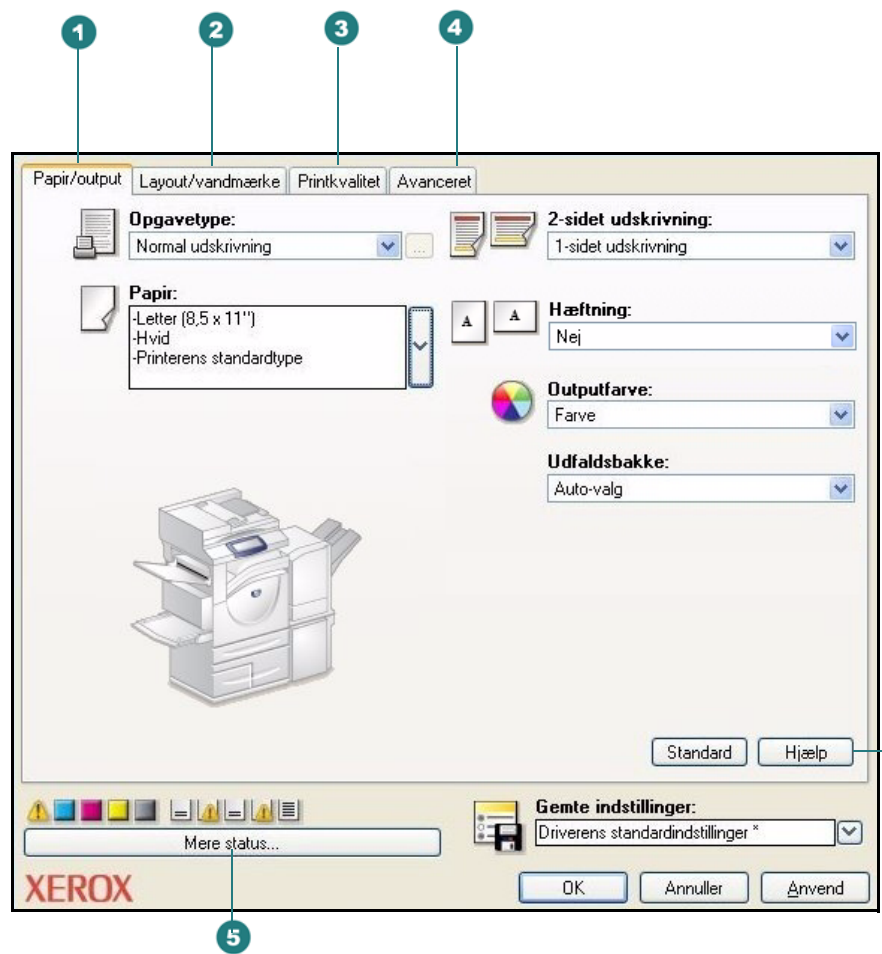 1 2 3 4
Papir/output Layout/vandmærke Printkvalitet Avanceret
Opgavetype:
Normal udskrivning
...
2-sidet udskrivning:
1-sidet udskrivning
Papir:
-Letter (8,5 x 11'')
-Hvid
-Printerens standardtype
A A
Hæftning:
Nej
Outputfarve:
Farve
Udfaldsbakke:
Auto-valg
Standard Hjælp
Mere status...
Gemte indstillinger:
Driverens standardindstillinger *
XEROX
OK Annuller Anvend
5